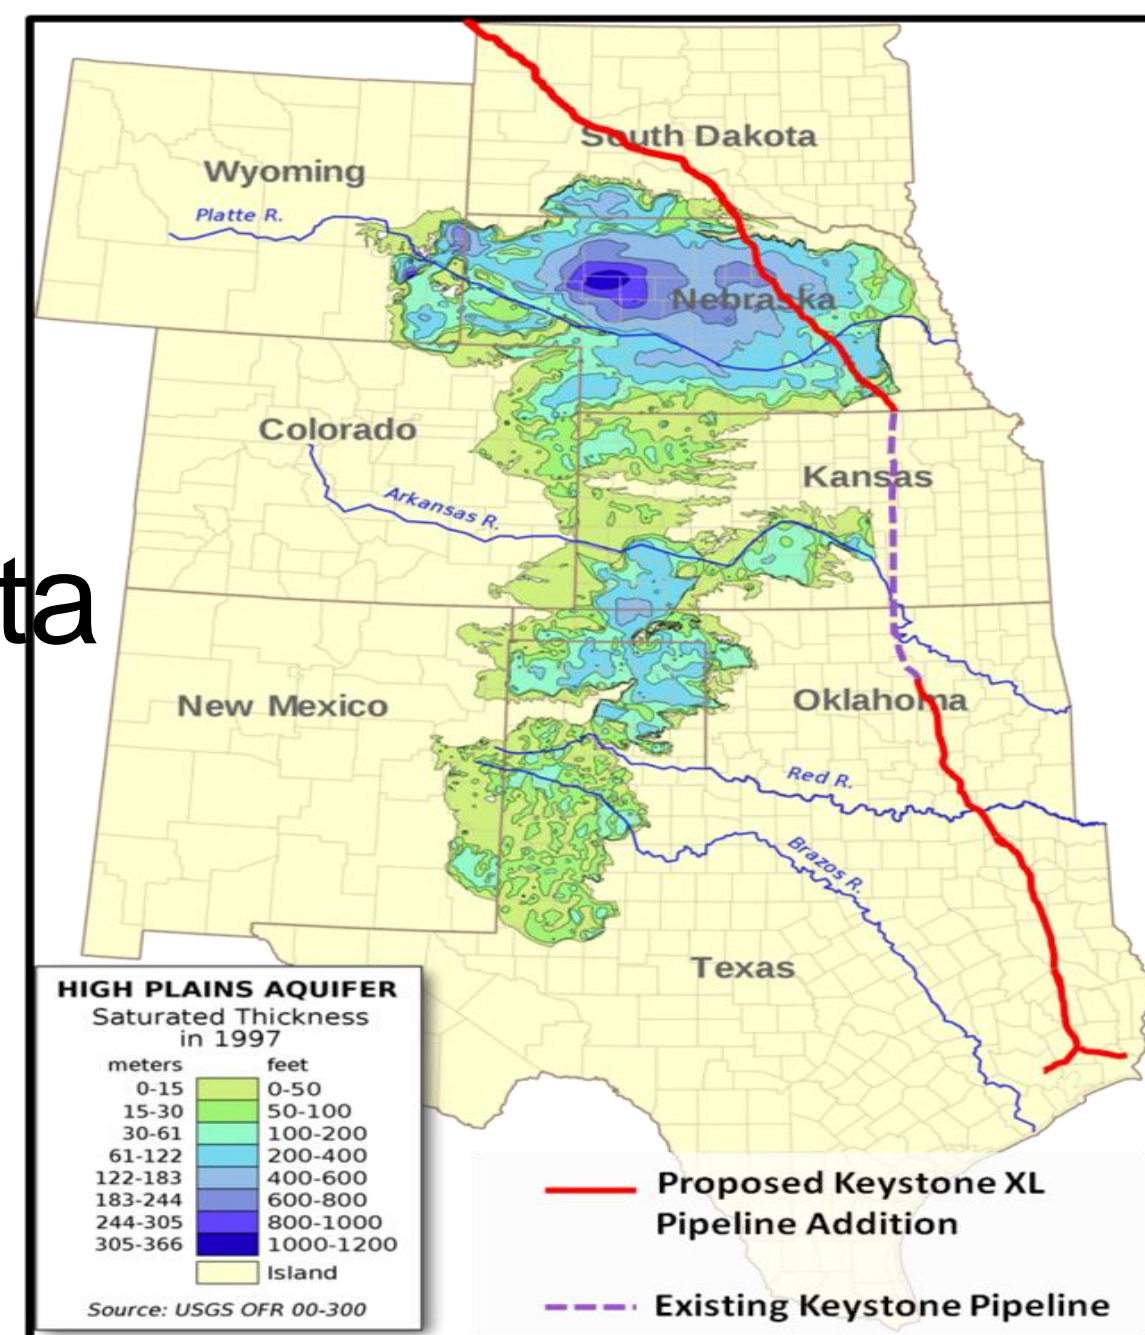 South Dakota
Wyoming
Platte R.
Nebraska
Colorado
Kansas
Arkansas R.
ta
New Mexico
Oklahoma
Red R.
Brazos R.
Texas
HIGH PLAINS AQUIFER
Saturated Thickness
in 1997
meters feet
0-15 0-50
15-30 50-100
30-61 100-200
61-122 200-400
122-183 400-600
183-244 600-800
244-305 800-1000
305-366 1000-1200
Island
Source: USGS OFR 00-300
Proposed Keystone XL
Pipeline Addition
Existing Keystone Pipeline